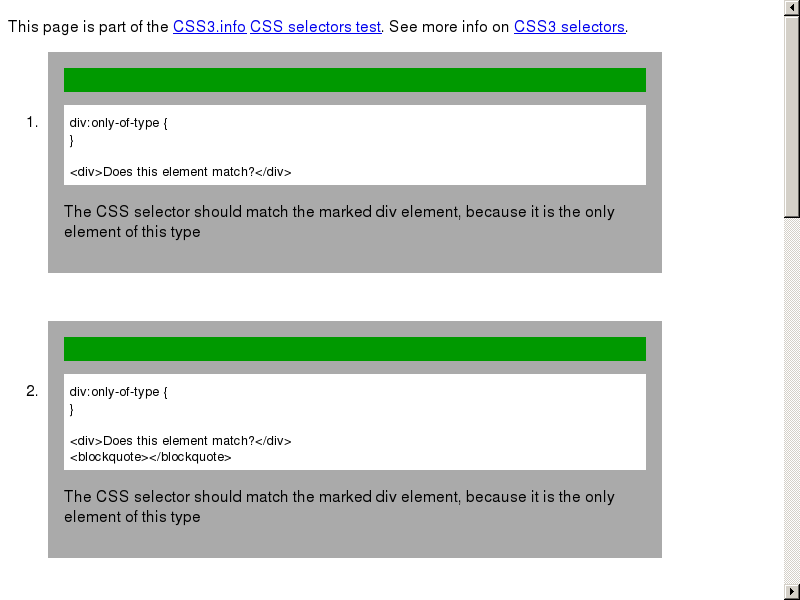 This page is part of the CSS3.info CSS selectors test. See more info on CSS3 selectors.
1.
div:only-of-type {
}
<div>Does this element match?</div>
The CSS selector should match the marked div element, because it is the only
element of this type
2.
div:only-of-type {
}
<div>Does this element match?</div>
<blockquote></blockquote>
The CSS selector should match the marked div element, because it is the only
element of this type